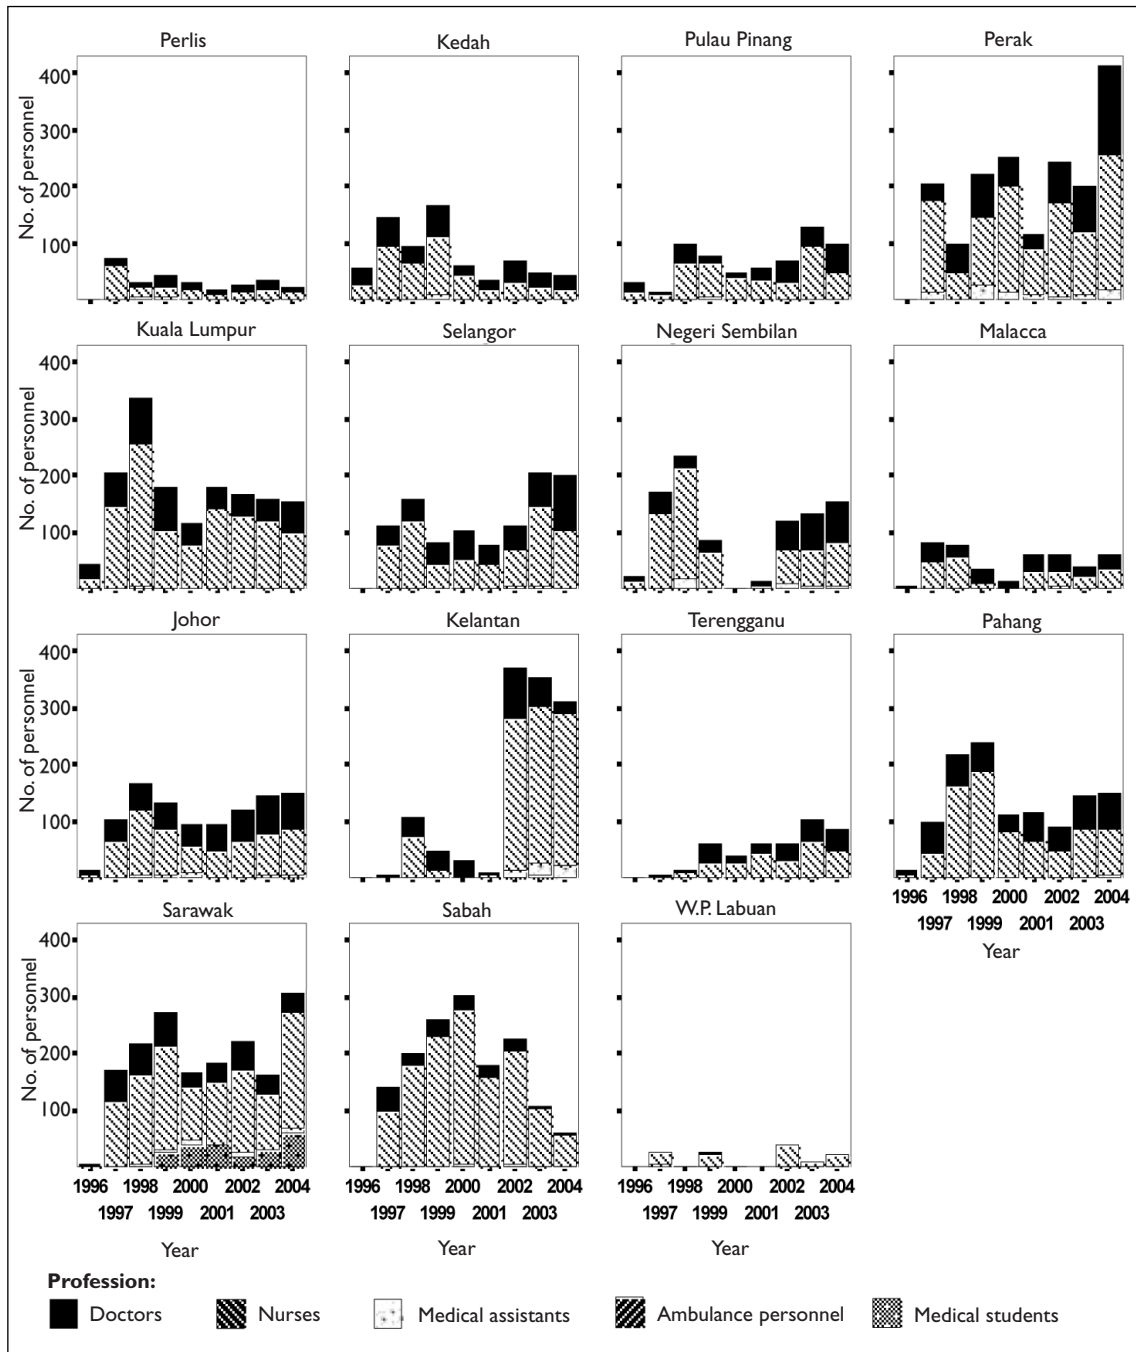 Perlis Kedah Pulau Pinang Perak
No. of personnel
400
300
200
100
Kuala Lumpur Selangor Negeri Sembilan Malacca
No. of personnel
400
300
200
100
Johor Kelantan Terengganu Pahang
No. of personnel
400
300
200
100
1996 1998 2000 2002 2004
1997 1999 2001 2003
Year
Sarawak Sabah W.P. Labuan
No. of personnel
400
300
200
100
1996 1998 2000 2002 2004 1996 1998 2000 2002 2004 1996 1998 2000 2002 2004
1997 1999 2001 2003 1997 1999 2001 2003 1997 1999 2001 2003
Year Year Year
Profession:
Doctors Nurses Medical assistants Ambulance personnel Medical students